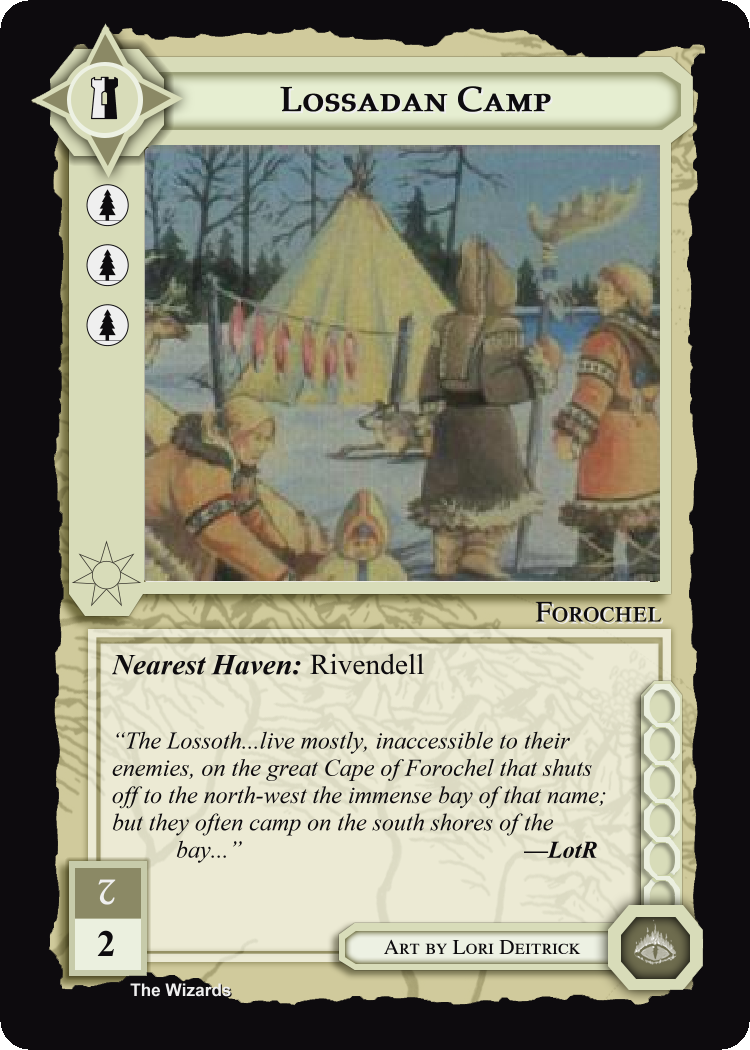 Lossadan Camp
Forochel
Nearest Haven: Rivendell
“The Lossoth...live mostly, inaccessible to their
enemies, on the great Cape of Forochel that shuts
off to the north-west the immense bay of that name;
but they often camp on the south shores of the
bay...” —LotR
2
2
Art by Lori Deitrick
The Wizards